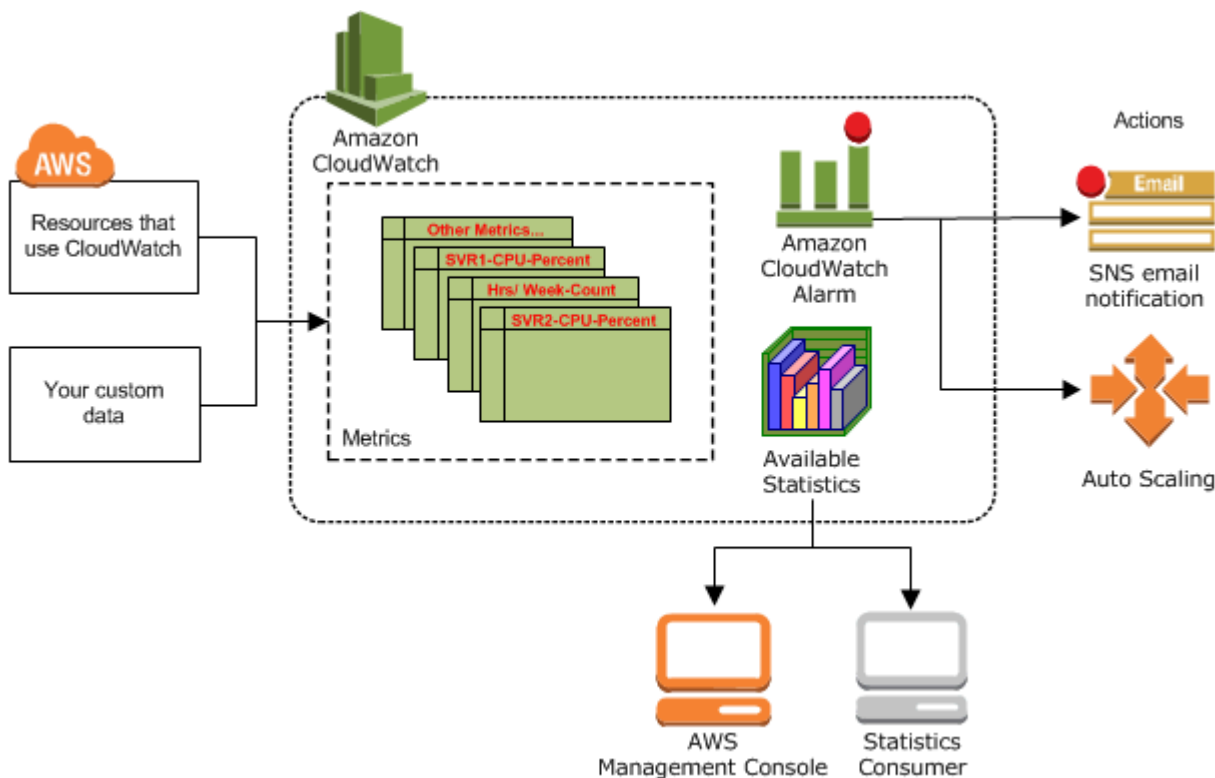 Amazon
CloudWatch
AWS
Resources that
use CloudWatch
Your custom
data
Other Metrics...
SVR1-CPU-Percent
Hrs/ Week-Count
SVR2-CPU-Percent
Metrics
Amazon
CloudWatch
Alarm
Available
Statistics
Actions
Email
SNS email
notification
Auto Scaling
AWS
Management Console
Statistics
Consumer